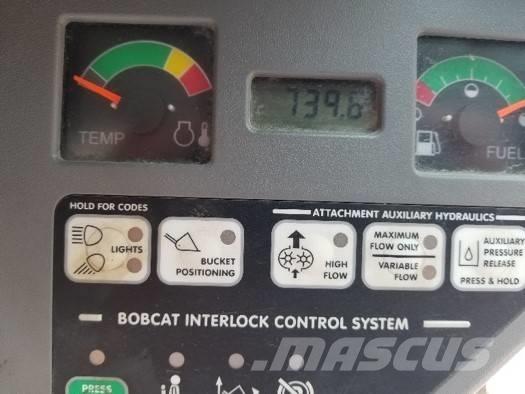 739.6
TEMP
FUEL
HOLD FOR CODES
LIGHTS
BUCKET
POSITIONING
ATTACHMENT AUXILIARY HYDRAULICS
HIGH
FLOW
MAXIMUM
FLOW ONLY
VARIABLE
FLOW
AUXILIARY
PRESSURE
RELEASE
PRESS & HOLD
BOBCAT INTERLOCK CONTROL SYSTEM
PRESS
MASCUS